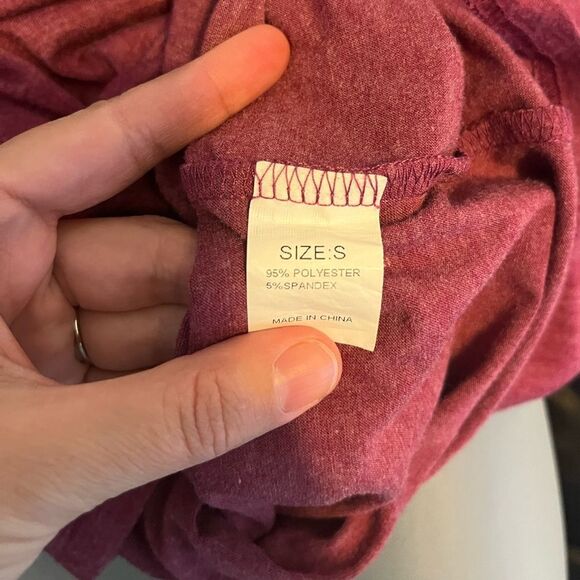 SIZE:S
95% POLYESTER
5%SPANDEX
MADE IN CHINA